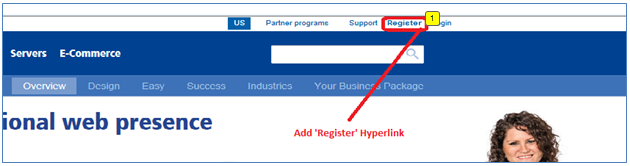 US Partner programs Support Register 1 ogin
Servers E-Commerce
Overview Design Easy Success Industries Your Business Package
ional web presence
Add 'Register' Hyperlink